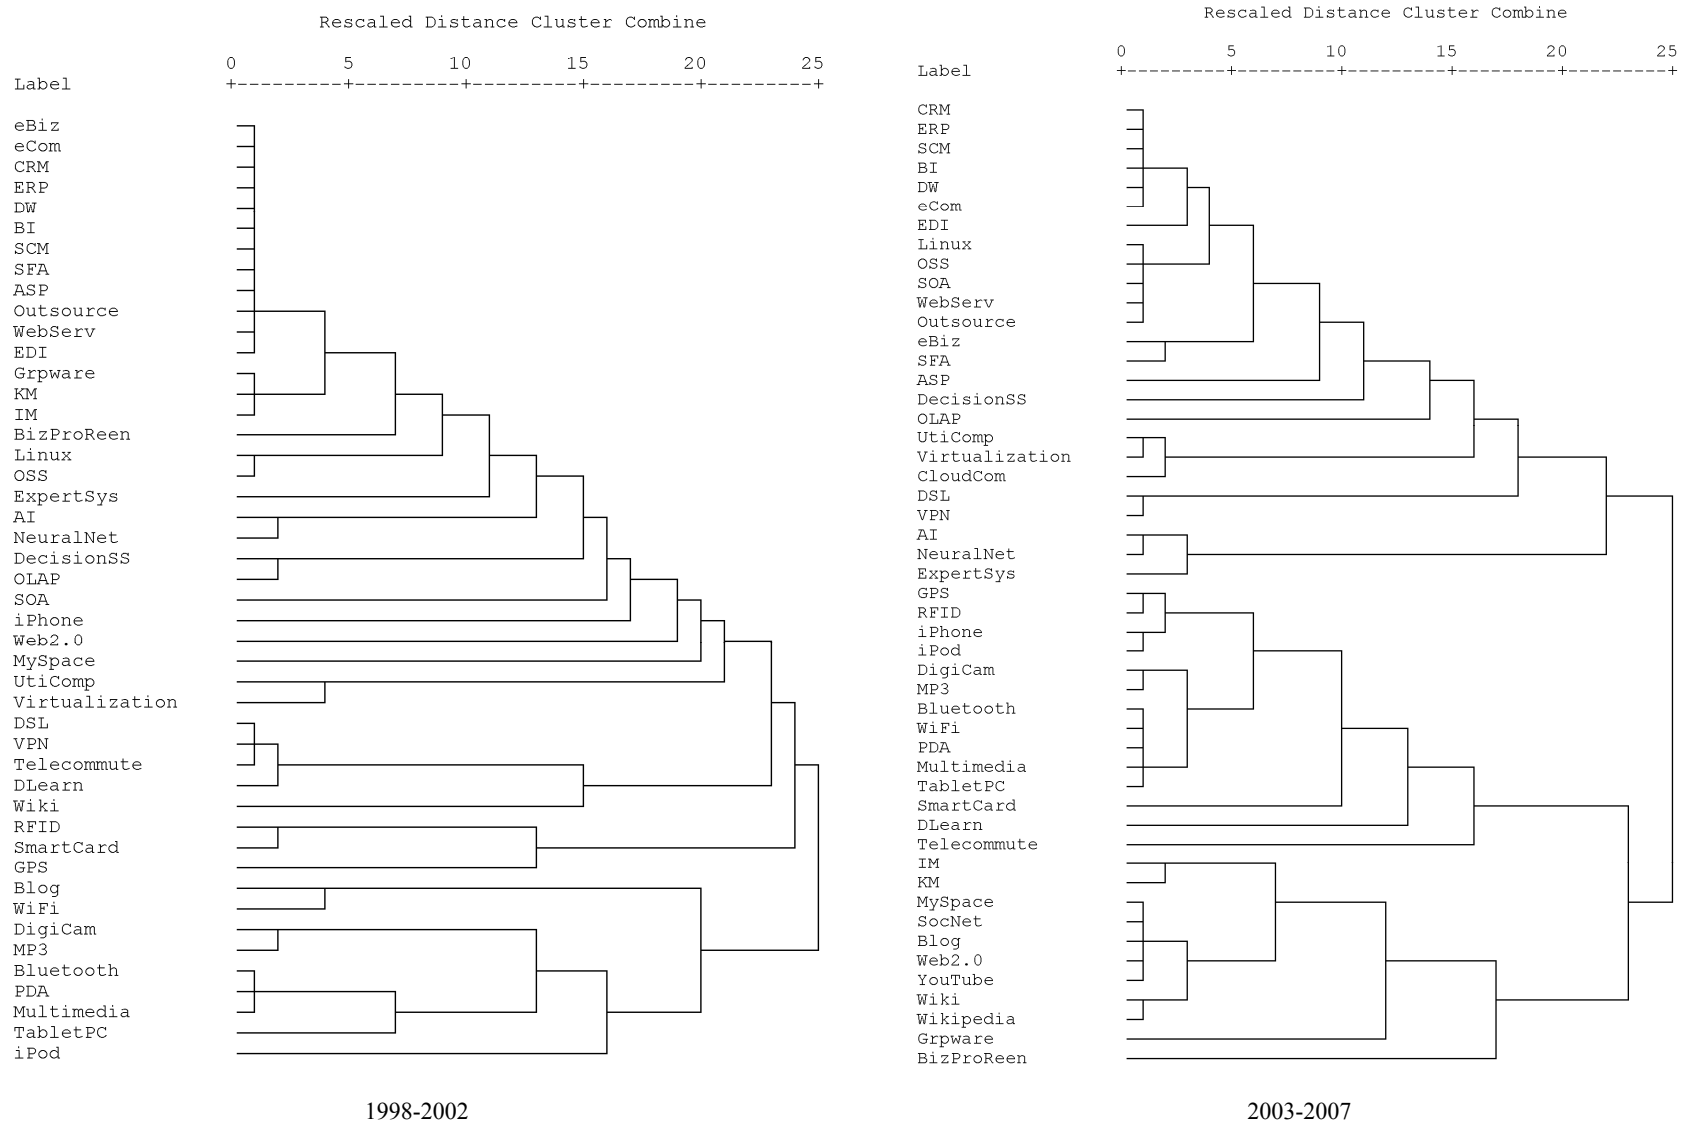 Rescaled Distance Cluster Combine
0 5 10 15 20 25
Label +---------+---------+---------+---------+---------+
eBiz
eCom
CRM
ERP
DW
BI
SCM
SFA
ASP
Outsource
WebServ
EDI
Grpware
KM
IM
BizProReen
Linux
OSS
ExpertSys
AI
NeuralNet
DecisionSS
OLAP
SOA
iPhone
Web2.0
MySpace
UtiComp
Virtualization
DSL
VPN
Telecommute
DLearn
Wiki
RFID
SmartCard
GPS
Blog
WiFi
DigiCam
MP3
Bluetooth
PDA
Multimedia
TabletPC
iPod
1998-2002
Rescaled Distance Cluster Combine
0 5 10 15 20 25
Label +---------+---------+---------+---------+---------+
CRM
ERP
SCM
BI
DW
eCom
EDI
Linux
OSS
SOA
WebServ
Outsource
eBiz
SFA
ASP
DecisionSS
OLAP
UtiComp
Virtualization
CloudCom
DSL
VPN
AI
NeuralNet
ExpertSys
GPS
RFID
iPhone
iPod
DigiCam
MP3
Bluetooth
WiFi
PDA
Multimedia
TabletPC
SmartCard
DLearn
Telecommute
IM
KM
MySpace
SocNet
Blog
Web2.0
YouTube
Wiki
Wikipedia
Grpware
BizProReen
2003-2007